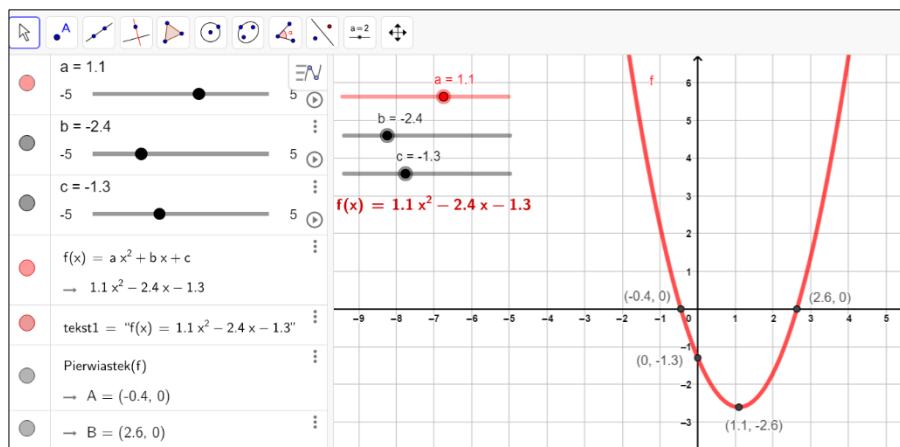 A
a=2
a = 1.1
-5
5
b = -2.4
-5
5
c = -1.3
-5
5
f(x) = a x² + b x + c
→ 1.1 x² − 2.4 x − 1.3
tekst1 = "f(x) = 1.1 x² − 2.4 x − 1.3"
Pierwiastek(f)
→ A = (-0.4, 0)
→ B = (2.6, 0)
a = 1.1
b = -2.4
c = -1.3
f(x) = 1.1 x² − 2.4 x − 1.3
f
6
5
4
3
2
1
(-0.4, 0)
(2.6, 0)
-9 -8 -7 -6 -5 -4 -3 -2 -1 0 1 2 3 4 5
-1
(0, -1.3)
-2
-3
(1.1, -2.6)